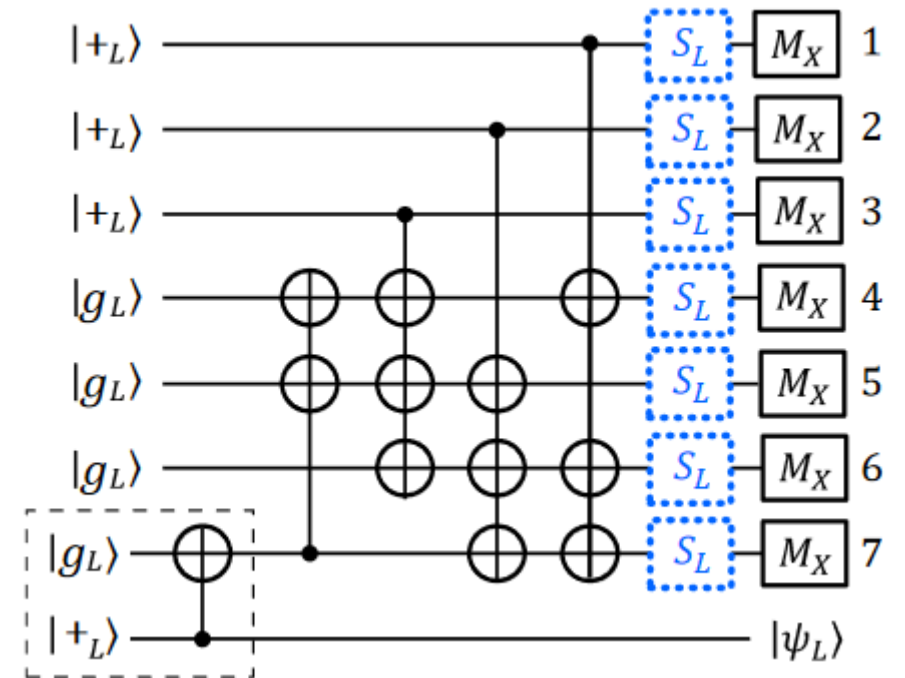 |+_L⟩ S_L M_X 1
|+_L⟩ S_L M_X 2
|+_L⟩ S_L M_X 3
|g_L⟩ S_L M_X 4
|g_L⟩ S_L M_X 5
|g_L⟩ S_L M_X 6
|g_L⟩ S_L M_X 7
|+_L⟩ |ψ_L⟩